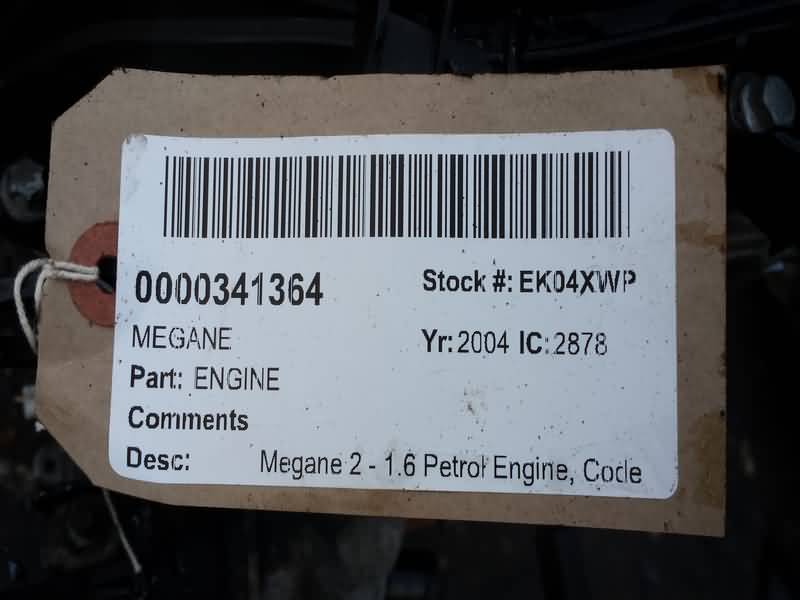 0000341364 Stock #: EK04XWP
MEGANE Yr: 2004 IC: 2878
Part: ENGINE
Comments
Desc: Megane 2 - 1.6 Petrol Engine, Code